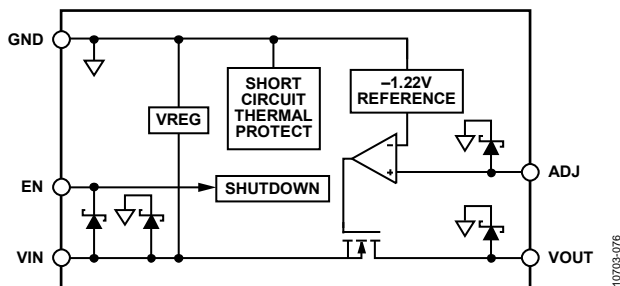 GND
SHORT
CIRCUIT
THERMAL
PROTECT
–1.22V
REFERENCE
VREG
–
+
ADJ
EN
SHUTDOWN
VIN
VOUT
10703-076